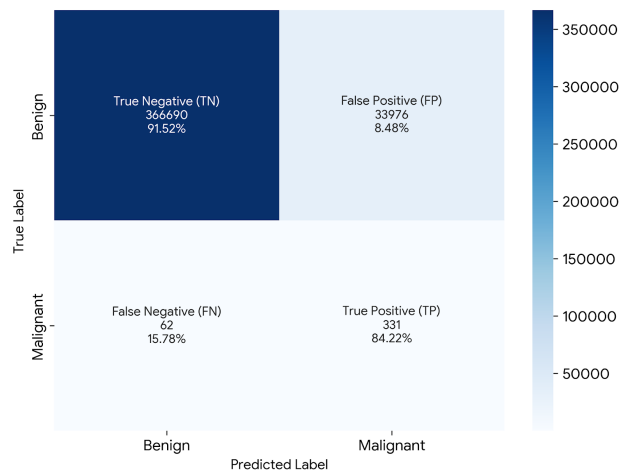 True Label
Benign
Malignant
True Negative (TN)
366690
91.52%
False Positive (FP)
33976
8.48%
False Negative (FN)
62
15.78%
True Positive (TP)
331
84.22%
Benign
Malignant
Predicted Label
350000
300000
250000
200000
150000
100000
50000